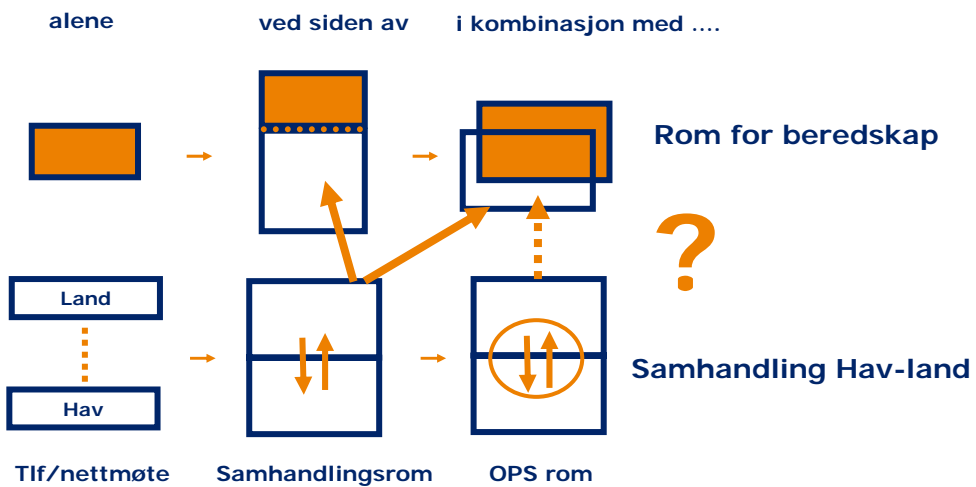 alene
ved siden av
i kombinasjon med ....
Rom for beredskap
?
Land
Samhandling Hav-land
Hav
Tlf/nettmøte
Samhandlingsrom
OPS rom